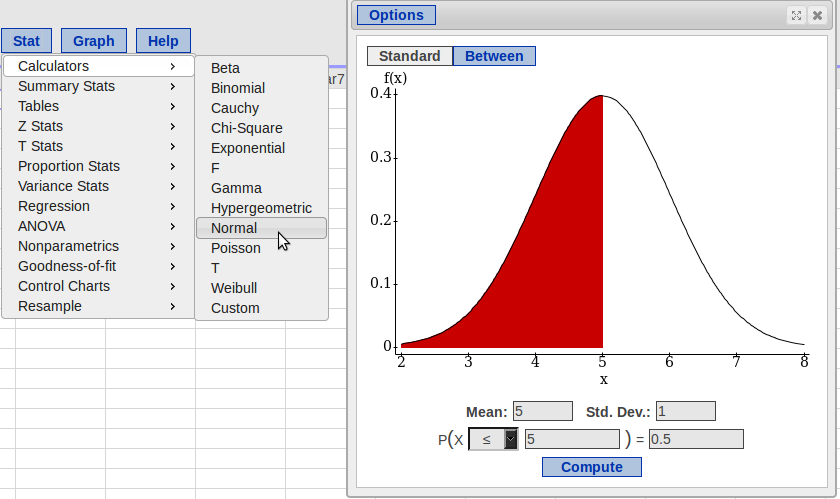 Options
Stat Graph Help
Standard Between
Calculators
Summary Stats
Tables
Z Stats
T Stats
Proportion Stats
Variance Stats
Regression
ANOVA
Nonparametrics
Goodness-of-fit
Control Charts
Resample
Beta
Binomial
Cauchy
Chi-Square
Exponential
F
Gamma
Hypergeometric
Normal
Poisson
T
Weibull
Custom
ar7
f(x)
0.4
0.3
0.2
0.1
0
2 3 4 5 6 7 8
x
Mean: 5 Std. Dev.: 1
P(X ≤ 5 ) = 0.5
Compute